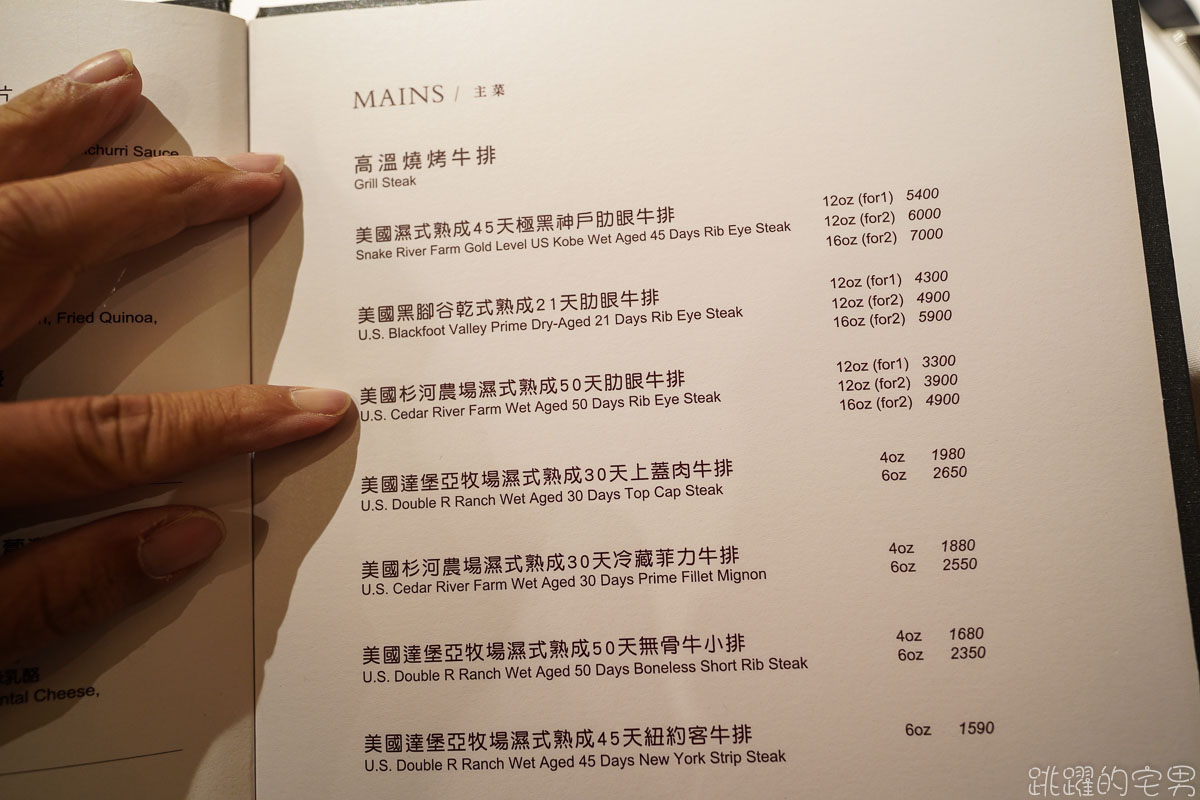 churri Sauce
Fried Quinoa,
乳酪
ntal Cheese,
MAINS / 主菜
高溫燒烤牛排
Grill Steak
美國濕式熟成45天極黑神戶肋眼牛排
Snake River Farm Gold Level US Kobe Wet Aged 45 Days Rib Eye Steak
12oz (for1) 5400
12oz (for2) 6000
16oz (for2) 7000
美國黑腳谷乾式熟成21天肋眼牛排
U.S. Blackfoot Valley Prime Dry-Aged 21 Days Rib Eye Steak
12oz (for1) 4300
12oz (for2) 4900
16oz (for2) 5900
美國杉河農場濕式熟成50天肋眼牛排
U.S. Cedar River Farm Wet Aged 50 Days Rib Eye Steak
12oz (for1) 3300
12oz (for2) 3900
16oz (for2) 4900
美國達堡亞牧場濕式熟成30天上蓋肉牛排
U.S. Double R Ranch Wet Aged 30 Days Top Cap Steak
4oz 1980
6oz 2650
美國杉河農場濕式熟成30天冷藏菲力牛排
U.S. Cedar River Farm Wet Aged 30 Days Prime Fillet Mignon
4oz 1880
6oz 2550
美國達堡亞牧場濕式熟成50天無骨牛小排
U.S. Double R Ranch Wet Aged 50 Days Boneless Short Rib Steak
4oz 1680
6oz 2350
美國達堡亞牧場濕式熟成45天紐約客牛排
U.S. Double R Ranch Wet Aged 45 Days New York Strip Steak
6oz 1590
跳躍的宅男